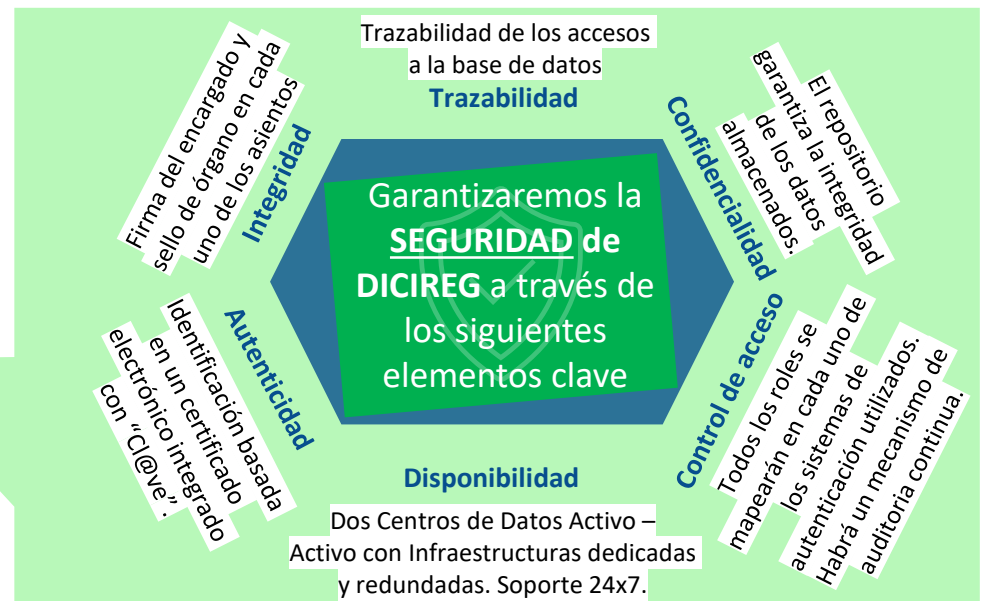 Trazabilidad de los accesos
a la base de datos
Trazabilidad
Firma del encargado y
sello de órgano en cada
uno de los asientos
Integridad
El repositorio
garantiza la integridad
de los datos
almacenados.
Confidencialidad
Garantizaremos la
SEGURIDAD de
DICIREG a través de
los siguientes
elementos clave
Autenticidad
Identificación basada
en un certificado
electrónico integrado
con “Cl@ve”.
Control de acceso
Todos los roles se
mapearán en cada uno de
los sistemas de
autenticación utilizados.
Habrá un mecanismo de
auditoria continua.
Disponibilidad
Dos Centros de Datos Activo –
Activo con Infraestructuras dedicadas
y redundadas. Soporte 24x7.